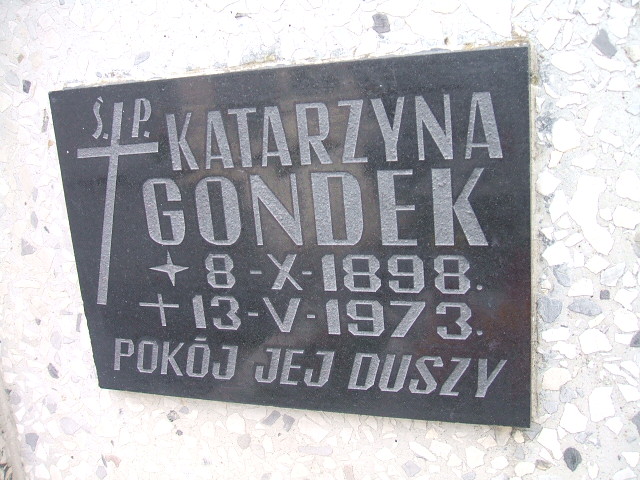 Ś. P.
KATARZYNA
GONDEK
8-X-1898.
13-V-1973.
POKÓJ JEJ DUSZY